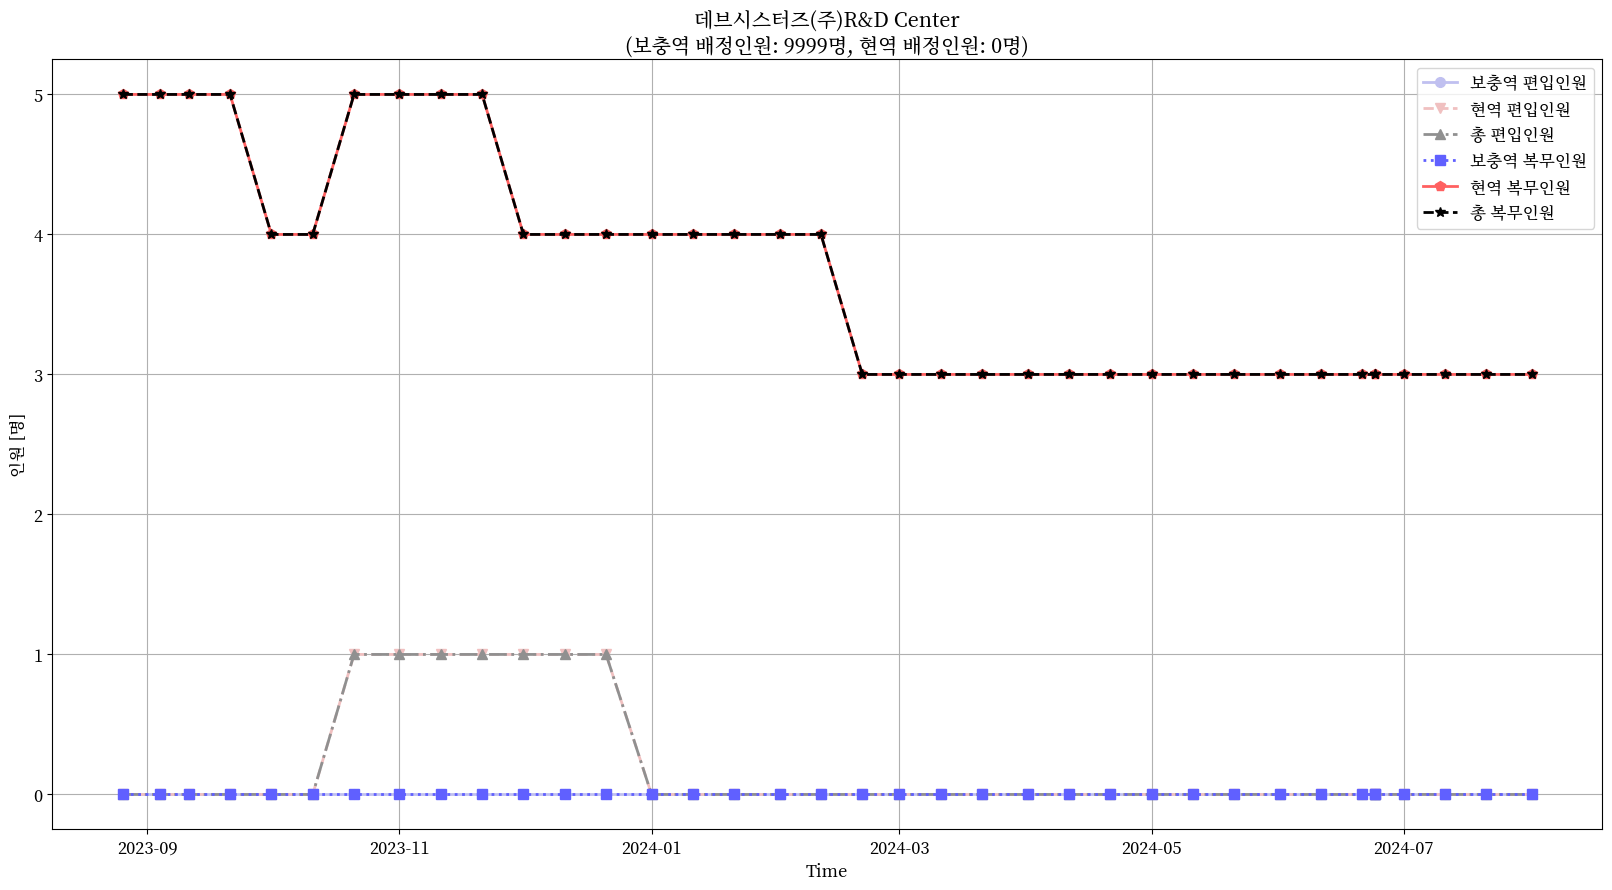 데브시스터즈(주)R&D Center
(보충역 배정인원: 9999명, 현역 배정인원: 0명)
보충역 편입인원
현역 편입인원
총 편입인원
보충역 복무인원
현역 복무인원
총 복무인원
인원 [명]
5
4
3
2
1
0
2023-09
2023-11
2024-01
2024-03
2024-05
2024-07
Time